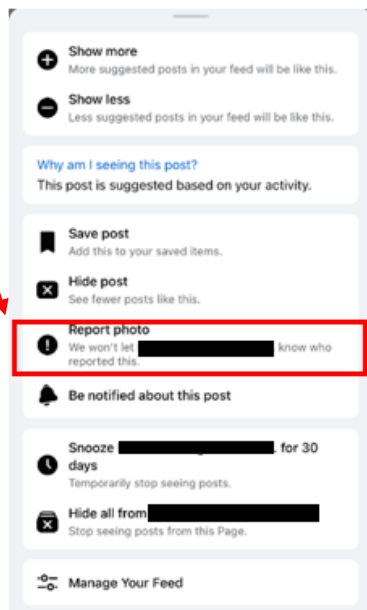 Show more
More suggested posts in your feed will be like this.
Show less
Less suggested posts in your feed will be like this.
Why am I seeing this post?
This post is suggested based on your activity.
Save post
Add this to your saved items.
Hide post
See fewer posts like this.
Report photo
We won't let know who
reported this.
Be notified about this post
Snooze . for 30
days
Temporarily stop seeing posts.
Hide all from
Stop seeing posts from this Page.
Manage Your Feed